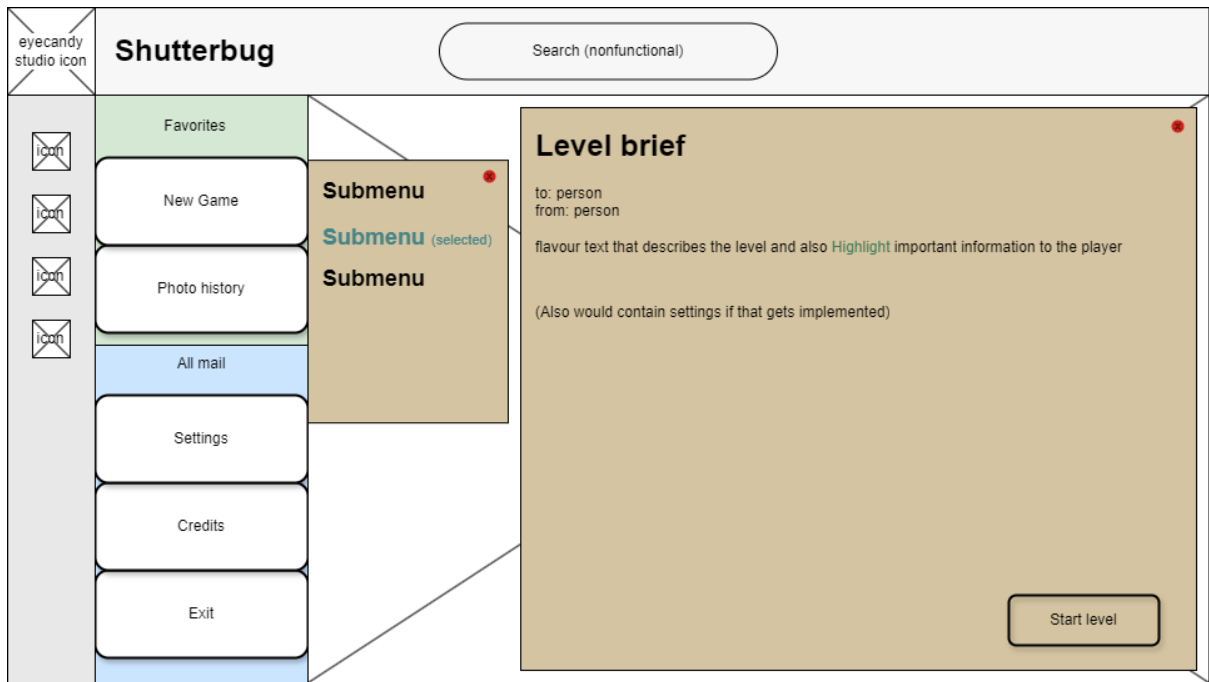 eyecandy
studio icon
Shutterbug
Search (nonfunctional)
icon
icon
icon
icon
Favorites
New Game
Photo history
All mail
Settings
Credits
Exit
Submenu
Submenu (selected)
Submenu
Level brief
to: person
from: person
flavour text that describes the level and also Highlight important information to the player
(Also would contain settings if that gets implemented)
Start level